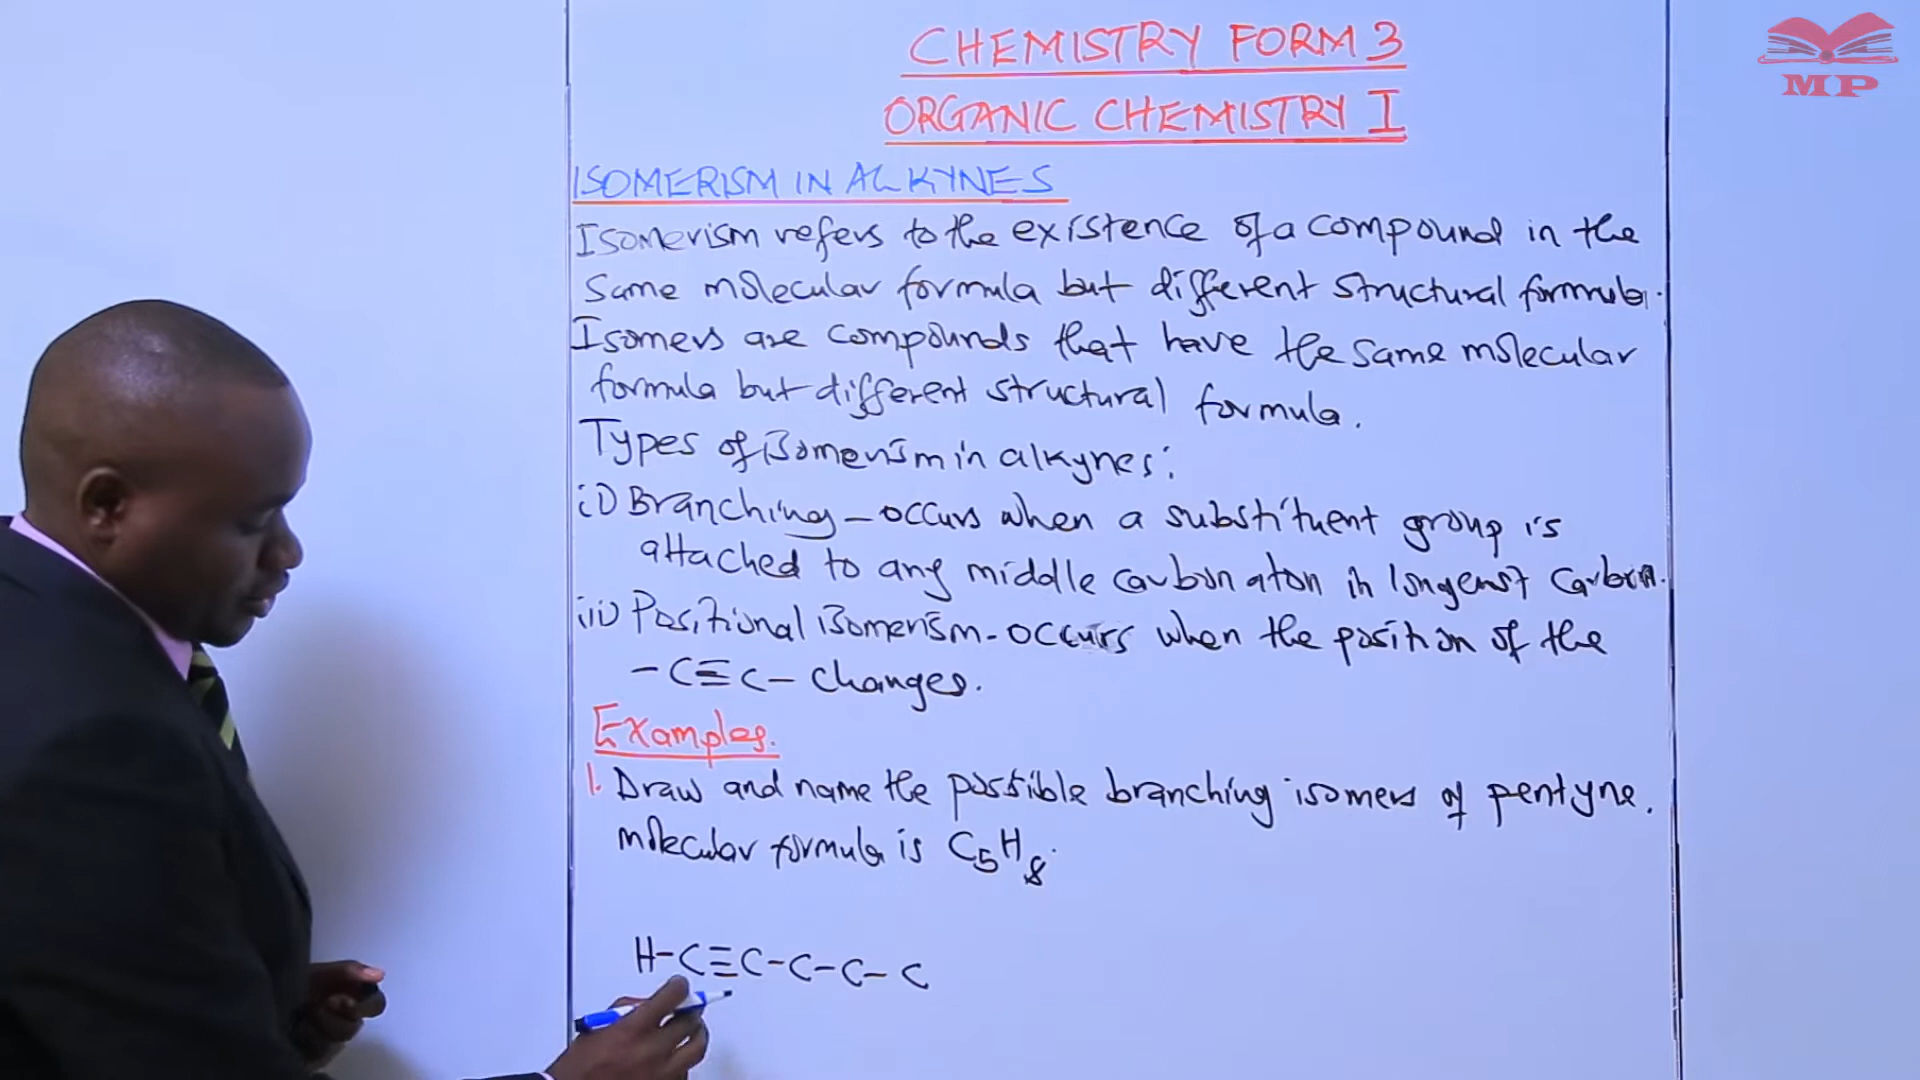 CHEMISTRY FORM 3
ORGANIC CHEMISTRY I
MP
ISOMERISM IN ALKYNES
Isomerism refers to the existence of a compound in the
same molecular formula but different structural formula.
Isomers are compounds that have the same molecular
formula but different structural formula.
Types of isomerism in alkynes:
(i) Branching - occurs when a substituent group is
attached to any middle carbon atom in longenst carbon.
(ii) Positional isomerism - occurs when the position of the
-C≡C- changes.
Examples.
1. Draw and name the possible branching isomers of pentyne.
molecular formula is C₅H₈.
H-C≡C-C-C-C